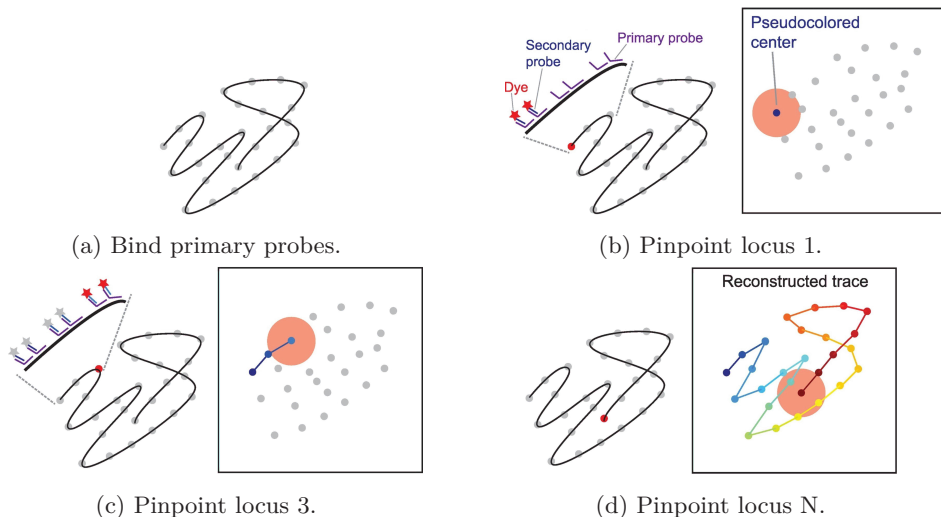 Pseudocolored
center
Secondary
probe
Primary probe
Dye
(a) Bind primary probes.
(b) Pinpoint locus 1.
Reconstructed trace
(c) Pinpoint locus 3.
(d) Pinpoint locus N.